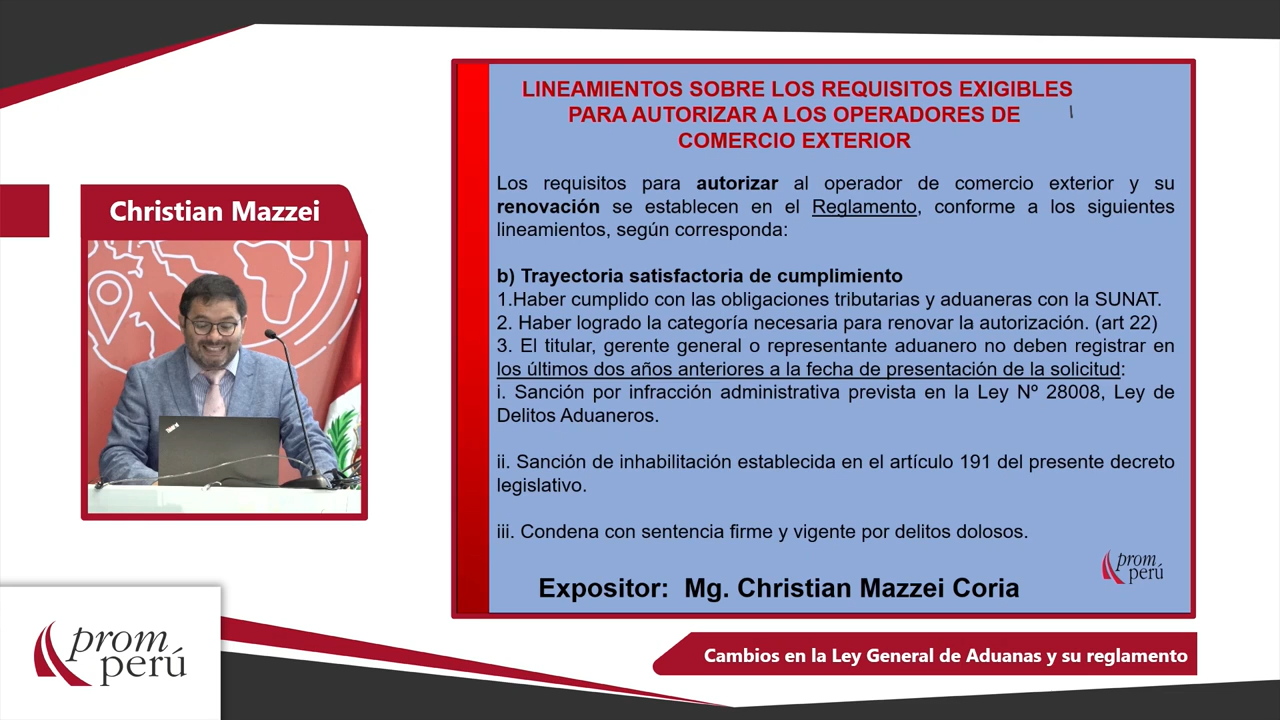 Christian Mazzei
LINEAMIENTOS SOBRE LOS REQUISITOS EXIGIBLES
PARA AUTORIZAR A LOS OPERADORES DE
COMERCIO EXTERIOR
Los requisitos para autorizar al operador de comercio exterior y su
renovación se establecen en el Reglamento, conforme a los siguientes
lineamientos, según corresponda:
b) Trayectoria satisfactoria de cumplimiento
1.Haber cumplido con las obligaciones tributarias y aduaneras con la SUNAT.
2. Haber logrado la categoría necesaria para renovar la autorización. (art 22)
3. El titular, gerente general o representante aduanero no deben registrar en
los últimos dos años anteriores a la fecha de presentación de la solicitud:
i. Sanción por infracción administrativa prevista en la Ley Nº 28008, Ley de
Delitos Aduaneros.
ii. Sanción de inhabilitación establecida en el artículo 191 del presente decreto
legislativo.
iii. Condena con sentencia firme y vigente por delitos dolosos.
prom
perú
Expositor: Mg. Christian Mazzei Coria
prom
perú
Cambios en la Ley General de Aduanas y su reglamento